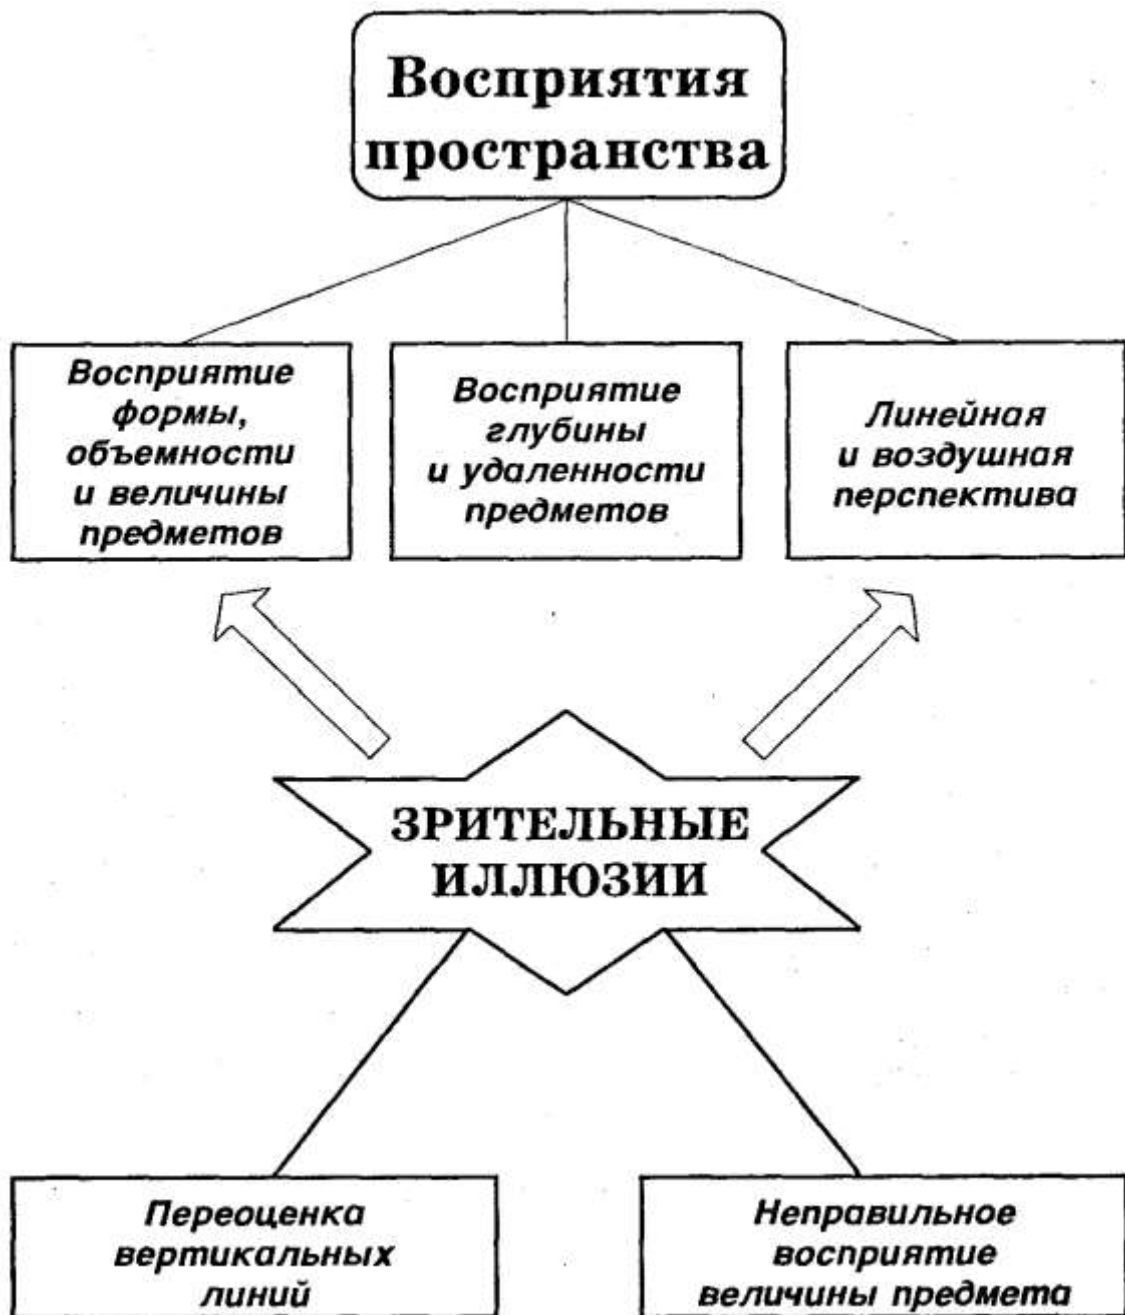 Восприятия
пространства
Восприятие
формы,
объемности
и величины
предметов
Восприятие
глубины
и удаленности
предметов
Линейная
и воздушная
перспектива
ЗРИТЕЛЬНЫЕ
ИЛЛЮЗИИ
Переоценка
вертикальных
линий
Неправильное
восприятие
величины предмета